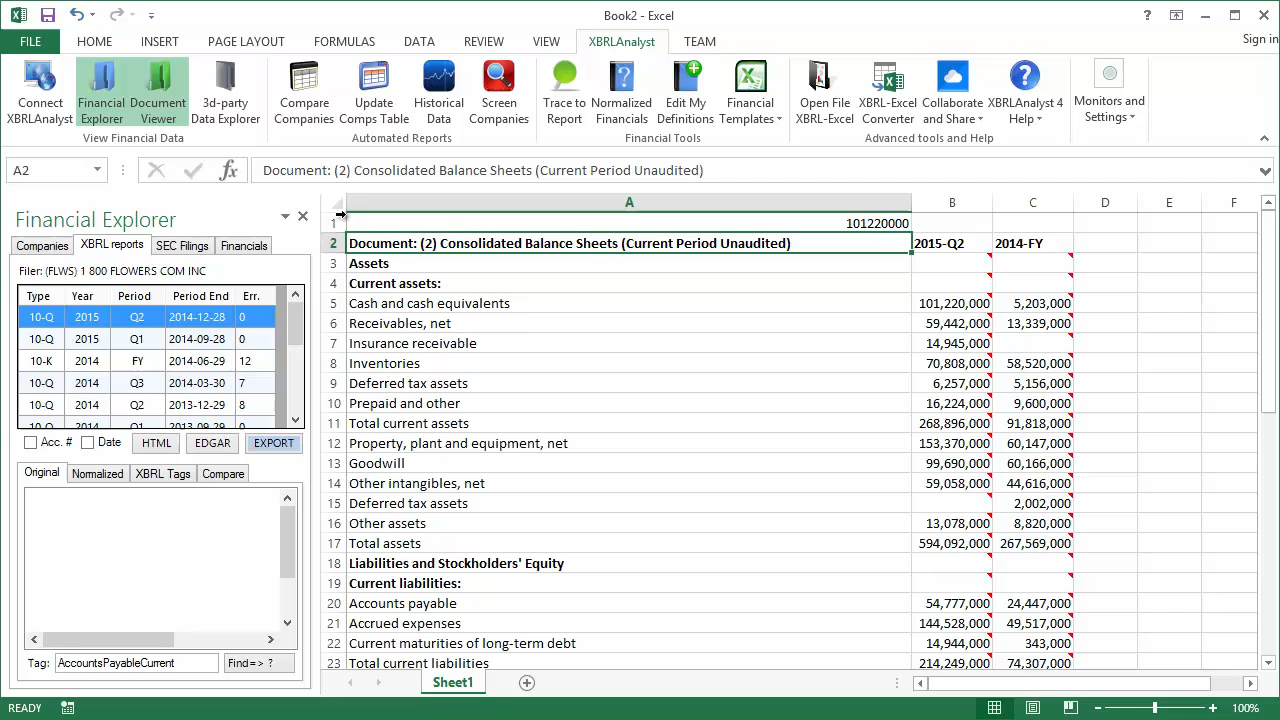 Book2 - Excel
?
FILE HOME INSERT PAGE LAYOUT FORMULAS DATA REVIEW VIEW XBRLAnalyst TEAM Sign in
Connect XBRLAnalyst
Financial Explorer
Document Viewer
3d-party Data Explorer
Compare Companies
Update Comps Table
Historical Data
Screen Companies
Trace to Report
Normalized Financials
Edit My Definitions
Financial Templates
Open File XBRL-Excel
XBRL-Excel Converter
Collaborate and Share
XBRLAnalyst 4 Help
Monitors and Settings
View Financial Data Automated Reports Financial Tools Advanced tools and Help
A2 fx Document: (2) Consolidated Balance Sheets (Current Period Unaudited)
Financial Explorer
Companies XBRL reports SEC Filings Financials
Filer: (FLWS) 1 800 FLOWERS COM INC
Type Year Period Period End Err.
10-Q 2015 Q2 2014-12-28 0
10-Q 2015 Q1 2014-09-28 0
10-K 2014 FY 2014-06-29 12
10-Q 2014 Q3 2014-03-30 7
10-Q 2014 Q2 2013-12-29 8
10-Q 2014 Q1 2013-09-29 0
Acc. # Date HTML EDGAR EXPORT
Original Normalized XBRL Tags Compare
Tag: AccountsPayableCurrent Find=> ?
A B C D E F
1 101220000
2 Document: (2) Consolidated Balance Sheets (Current Period Unaudited) 2015-Q2 2014-FY
3 Assets
4 Current assets:
5 Cash and cash equivalents 101,220,000 5,203,000
6 Receivables, net 59,442,000 13,339,000
7 Insurance receivable 14,945,000
8 Inventories 70,808,000 58,520,000
9 Deferred tax assets 6,257,000 5,156,000
10 Prepaid and other 16,224,000 9,600,000
11 Total current assets 268,896,000 91,818,000
12 Property, plant and equipment, net 153,370,000 60,147,000
13 Goodwill 99,690,000 60,166,000
14 Other intangibles, net 59,058,000 44,616,000
15 Deferred tax assets 2,002,000
16 Other assets 13,078,000 8,820,000
17 Total assets 594,092,000 267,569,000
18 Liabilities and Stockholders' Equity
19 Current liabilities:
20 Accounts payable 54,777,000 24,447,000
21 Accrued expenses 144,528,000 49,517,000
22 Current maturities of long-term debt 14,944,000 343,000
23 Total current liabilities 214,249,000 74,307,000
Sheet1
READY 100%